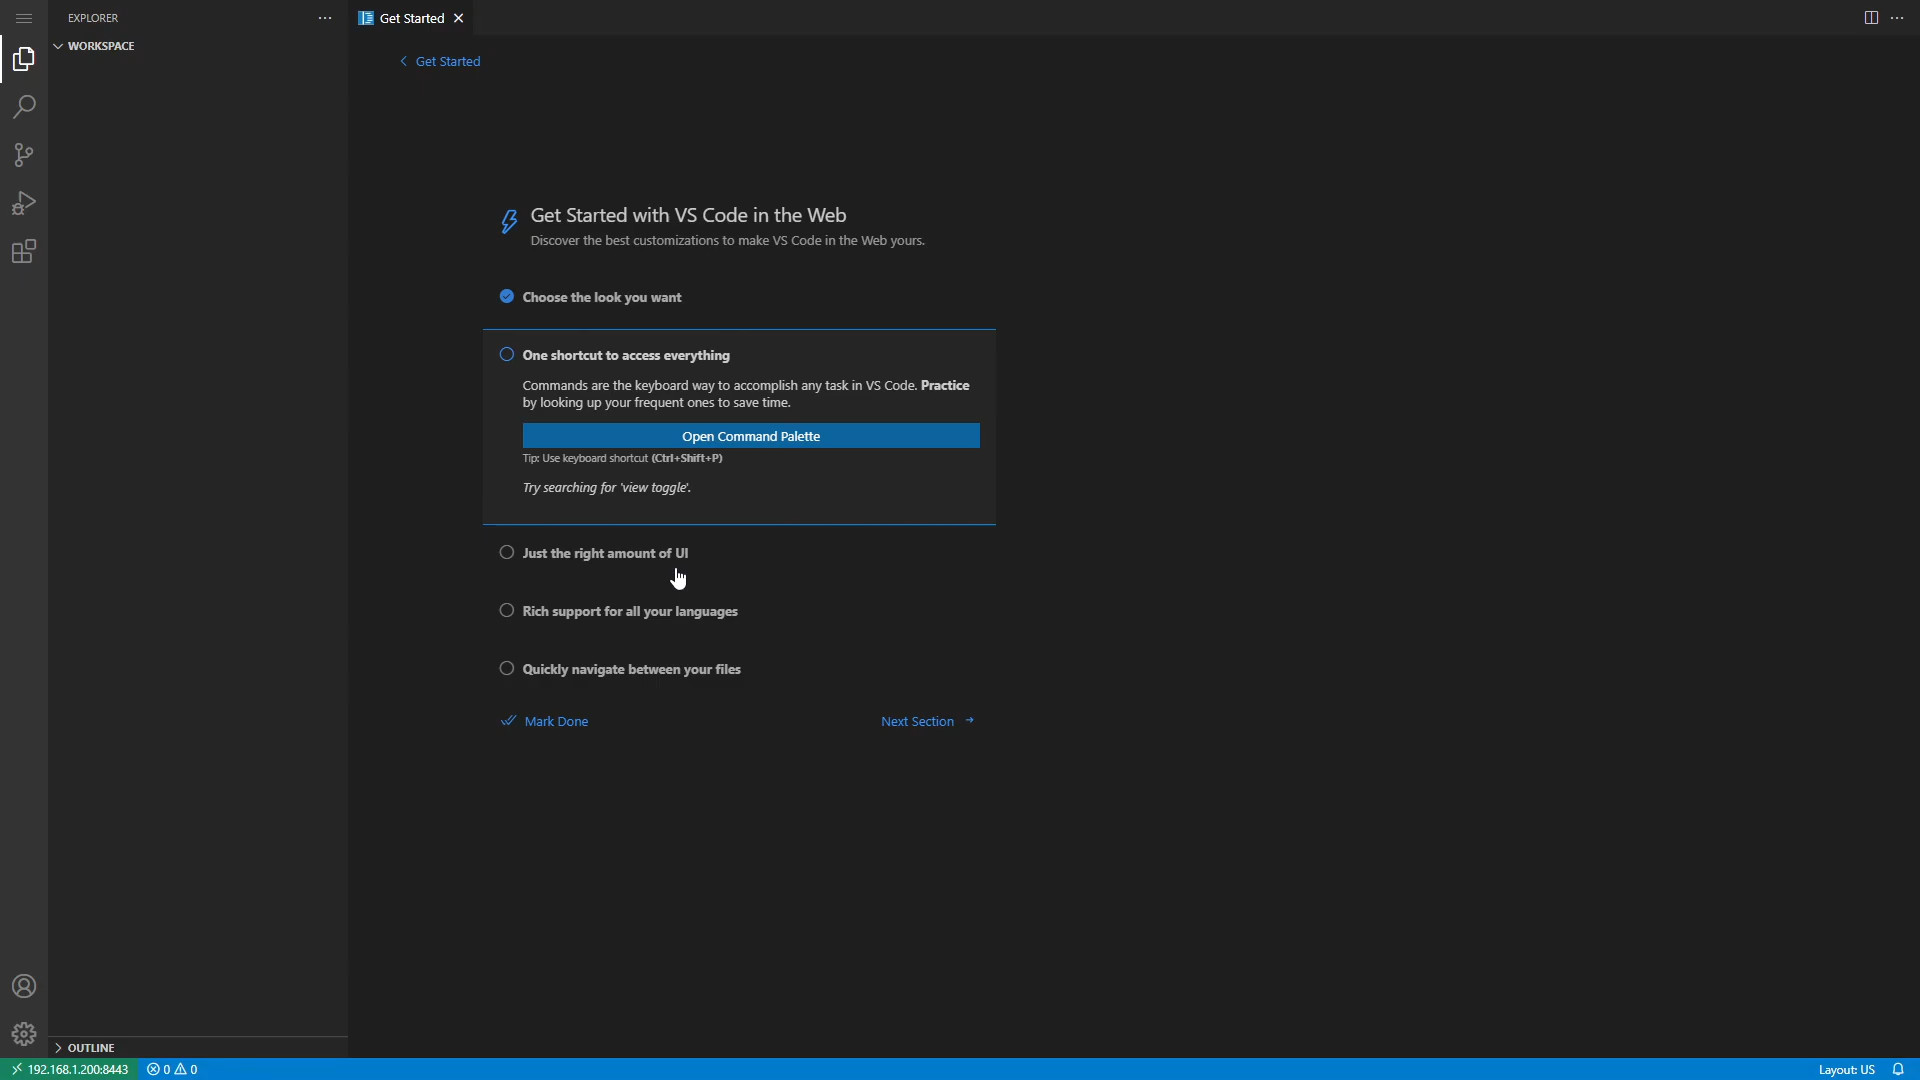 EXPLORER
Get Started
WORKSPACE
Get Started
Get Started with VS Code in the Web
Discover the best customizations to make VS Code in the Web yours.
Choose the look you want
One shortcut to access everything
Commands are the keyboard way to accomplish any task in VS Code. Practice
by looking up your frequent ones to save time.
Open Command Palette
Tip: Use keyboard shortcut (Ctrl+Shift+P)
Try searching for 'view toggle'.
Just the right amount of UI
Rich support for all your languages
Quickly navigate between your files
Mark Done
Next Section
OUTLINE
192.168.1.200:8443
0
0
Layout: US